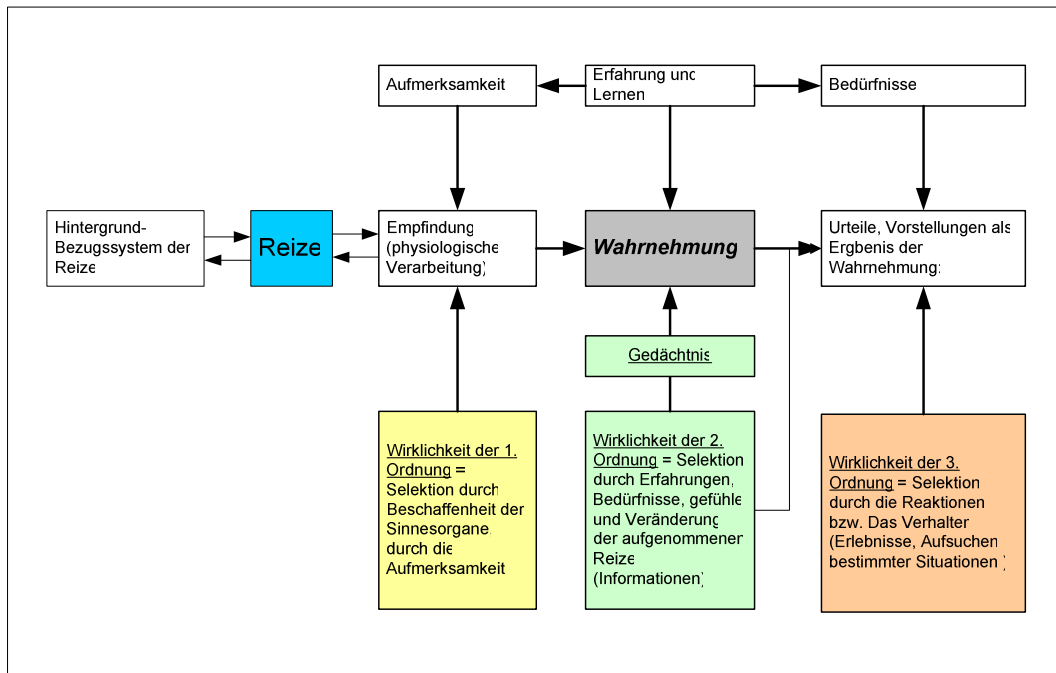 Aufmerksamkeit
Erfahrung und
Lernen
Bedürfnisse
Hintergrund-
Bezugssystem der
Reize
Reize
Empfindung
(physiologische
Verarbeitung)
Wahrnehmung
Urteile, Vorstellungen als
Ergbenis der
Wahrnehmung:
Gedächtnis
Wirklichkeit der 1.
Ordnung =
Selektion durch
Beschaffenheit der
Sinnesorgane,
durch die
Aufmerksamkeit
Wirklichkeit der 2.
Ordnung = Selektion
durch Erfahrungen,
Bedürfnisse, gefühle
und Veränderung
der aufgenommenen
Reize
(Informationen)
Wirklichkeit der 3.
Ordnung = Selektion
durch die Reaktionen
bzw. Das Verhalten
(Erlebnisse, Aufsuchen
bestimmter Situationen )